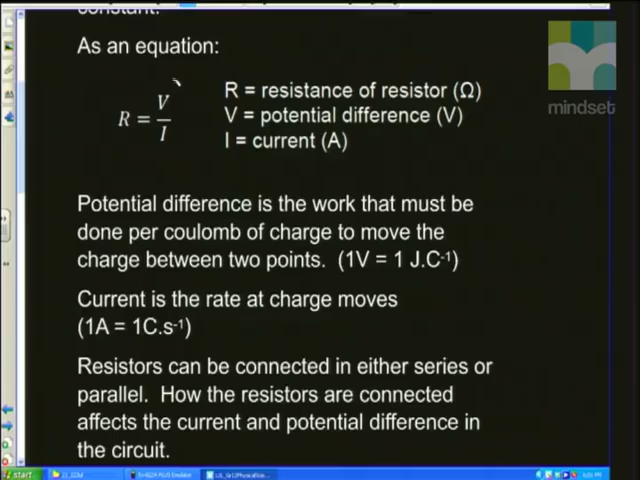 constant.
As an equation:
R = V/I
R = resistance of resistor (Ω)
V = potential difference (V)
I = current (A)
mindset
Potential difference is the work that must be
done per coulomb of charge to move the
charge between two points. (1V = 1 J.C⁻¹)
Current is the rate at charge moves
(1A = 1C.s⁻¹)
Resistors can be connected in either series or
parallel. How the resistors are connected
affects the current and potential difference in
the circuit.
start